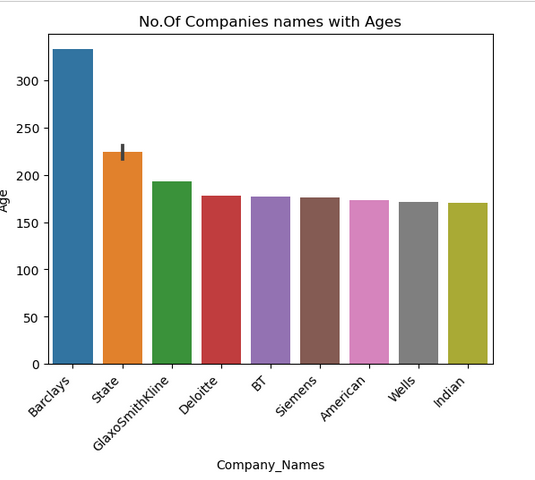 No.Of Companies names with Ages
Age
300
250
200
150
100
50
0
Barclays
State
GlaxoSmithKline
Deloitte
BT
Siemens
American
Wells
Indian
Company_Names